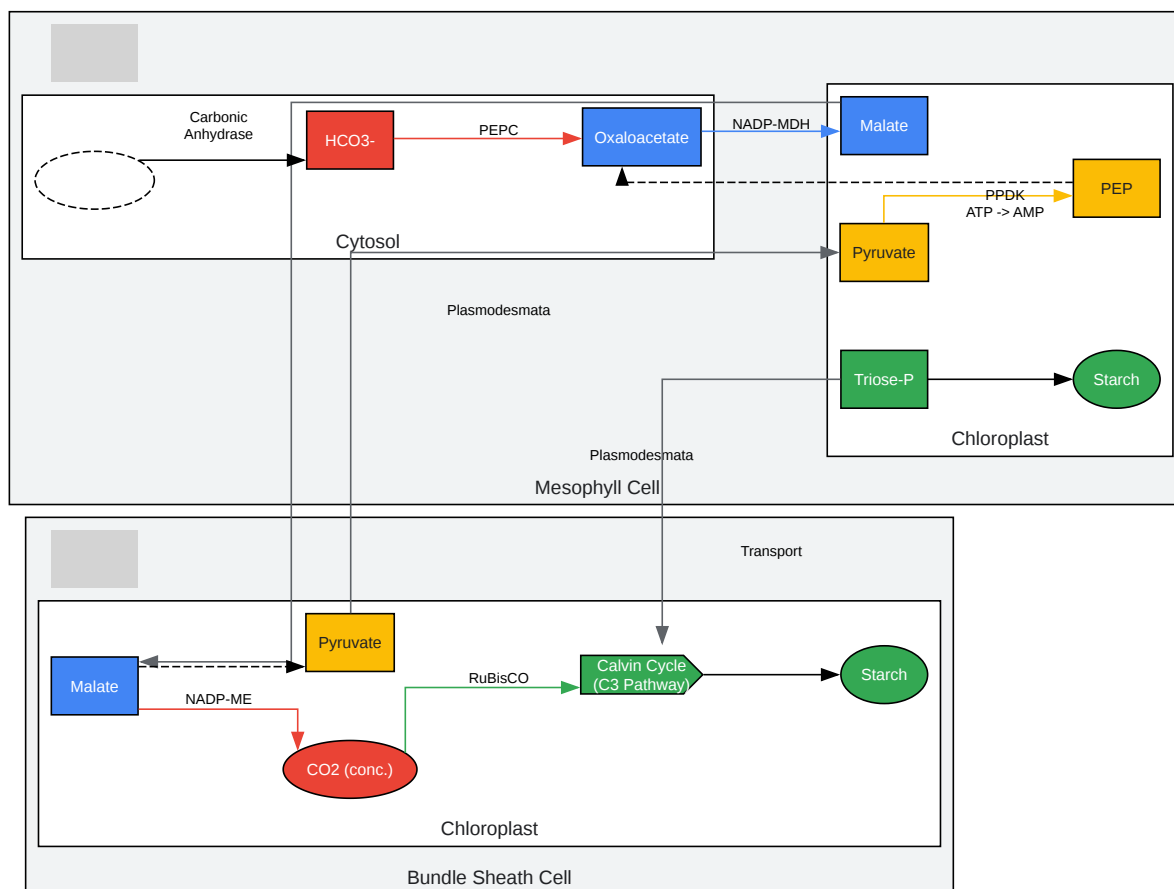 Carbonic
Anhydrase
HCO3-
PEPC
Oxaloacetate
NADP-MDH
Malate
PEP
PPDK
ATP -> AMP
Cytosol
Pyruvate
Plasmodesmata
Triose-P
Starch
Chloroplast
Plasmodesmata
Mesophyll Cell
Transport
Pyruvate
Malate
NADP-ME
RuBisCO
Calvin Cycle
(C3 Pathway)
Starch
CO2 (conc.)
Chloroplast
Bundle Sheath Cell